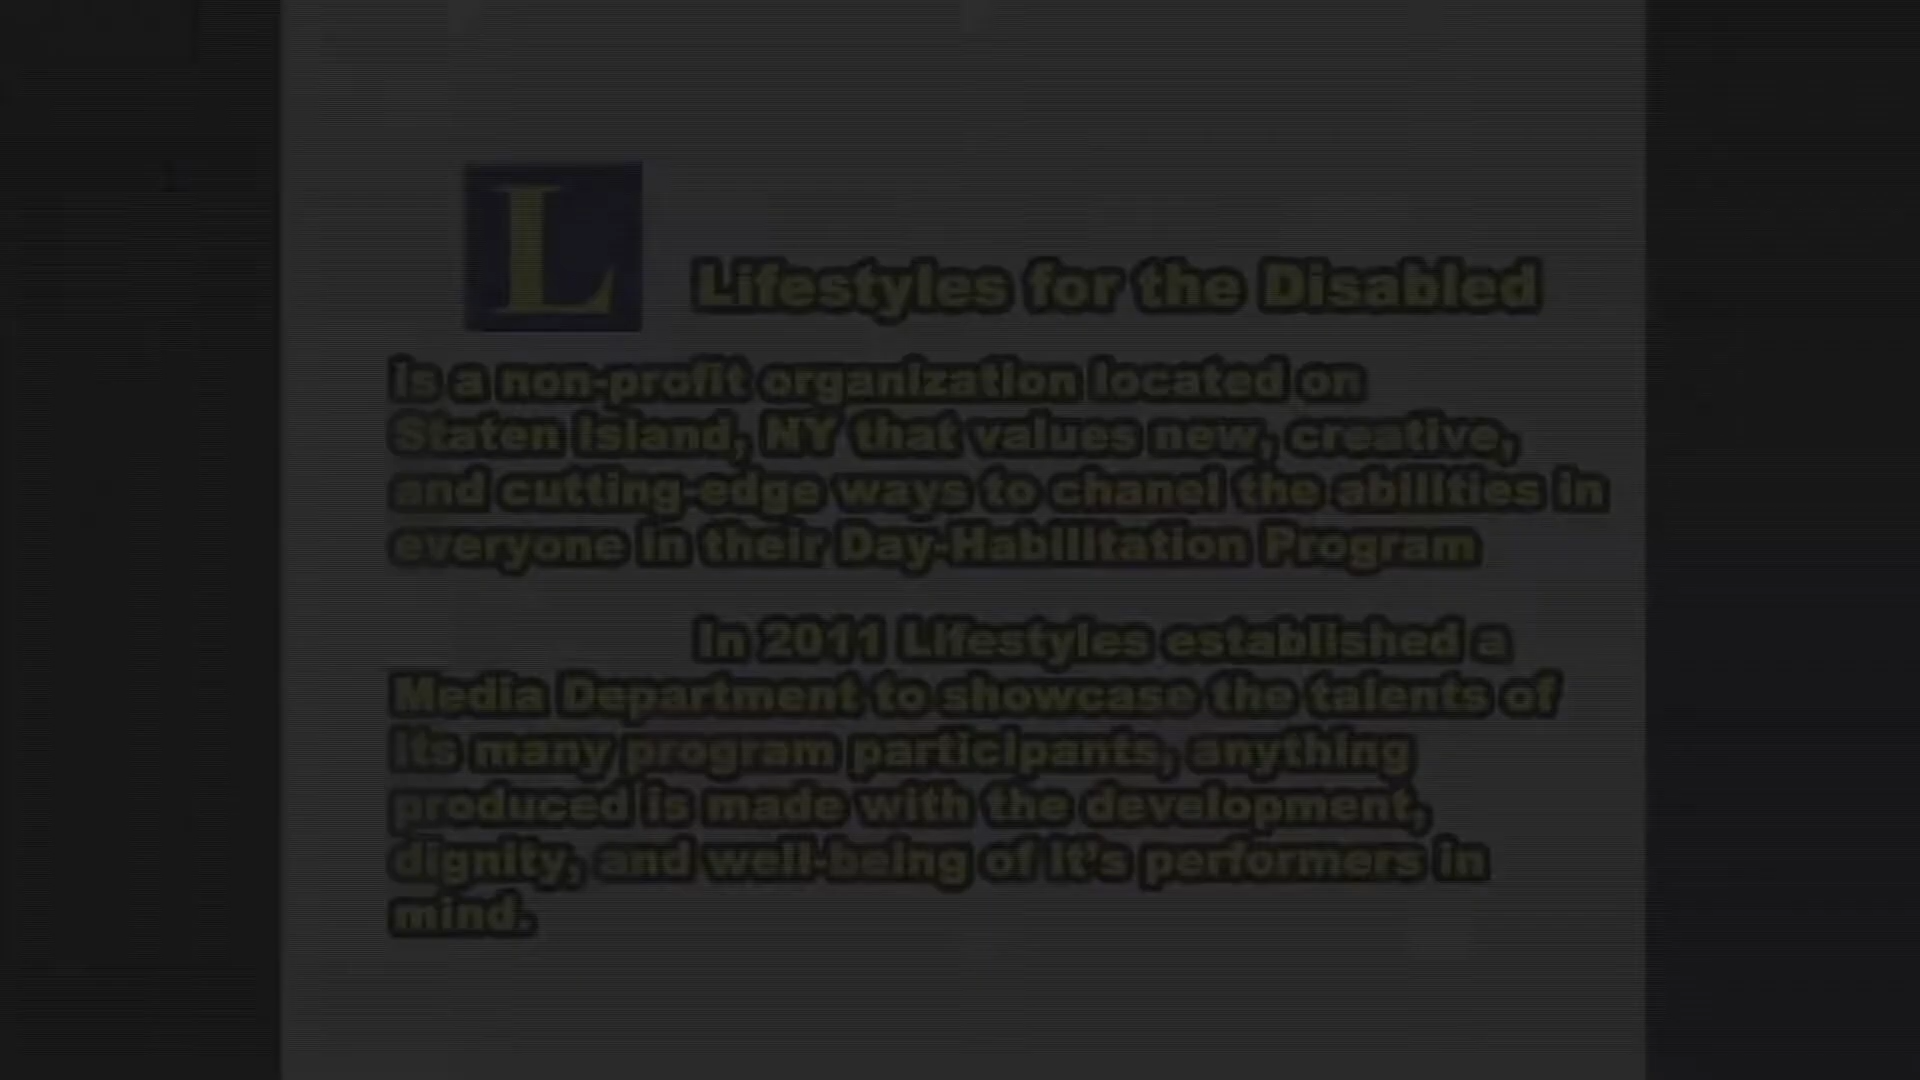 L
Lifestyles for the Disabled
is a non-profit organization located on
Staten Island, NY that values new, creative,
and cutting-edge ways to chanel the abilities in
everyone in their Day-Habilitation Program
In 2011 Lifestyles established a
Media Department to showcase the talents of
its many program participants, anything
produced is made with the development,
dignity, and well-being of it's performers in
mind.